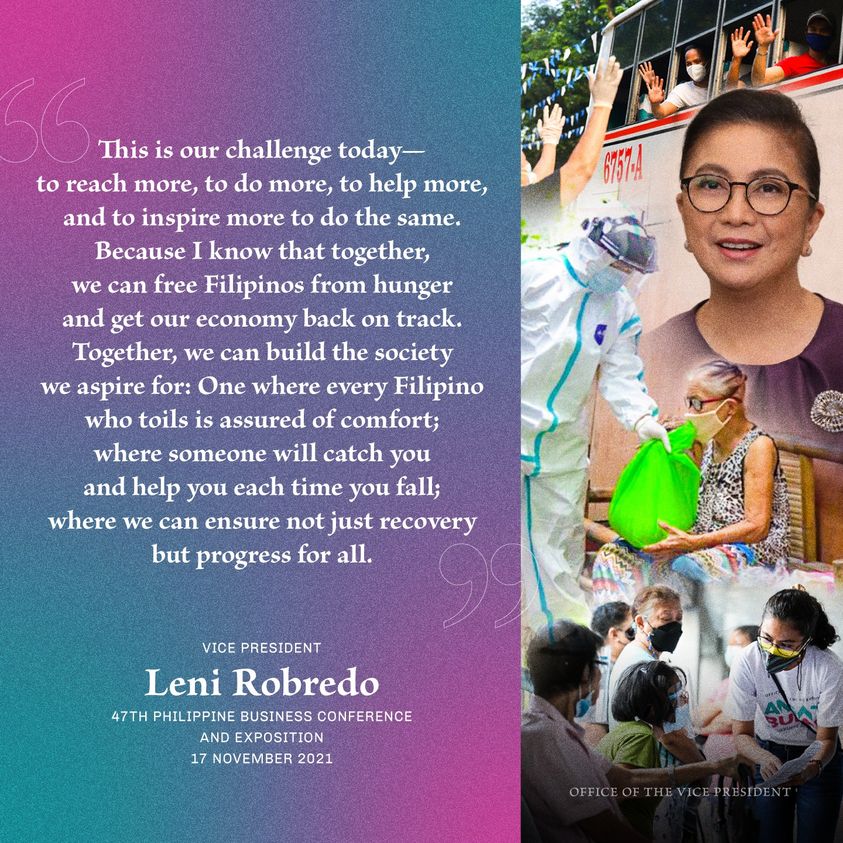 This is our challenge today—
to reach more, to do more, to help more,
and to inspire more to do the same.
Because I know that together,
we can free Filipinos from hunger
and get our economy back on track.
Together, we can build the society
we aspire for: One where every Filipino
who toils is assured of comfort;
where someone will catch you
and help you each time you fall;
where we can ensure not just recovery
but progress for all.
VICE PRESIDENT
Leni Robredo
47TH PHILIPPINE BUSINESS CONFERENCE
AND EXPOSITION
17 NOVEMBER 2021
6757-A
OFFICE OF THE VICE PRESIDENT